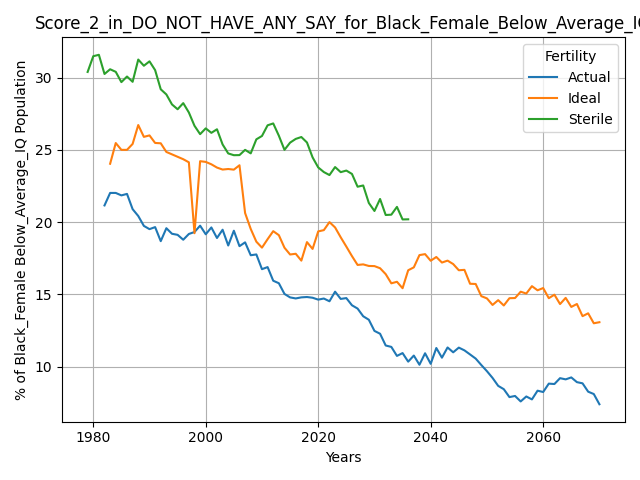 Score_2_in_DO_NOT_HAVE_ANY_SAY_for_Black_Female_Below_Average_IQ
% of Black_Female Below_Average_IQ Population
30
25
20
15
10
Fertility
Actual
Ideal
Sterile
1980
2000
2020
2040
2060
Years